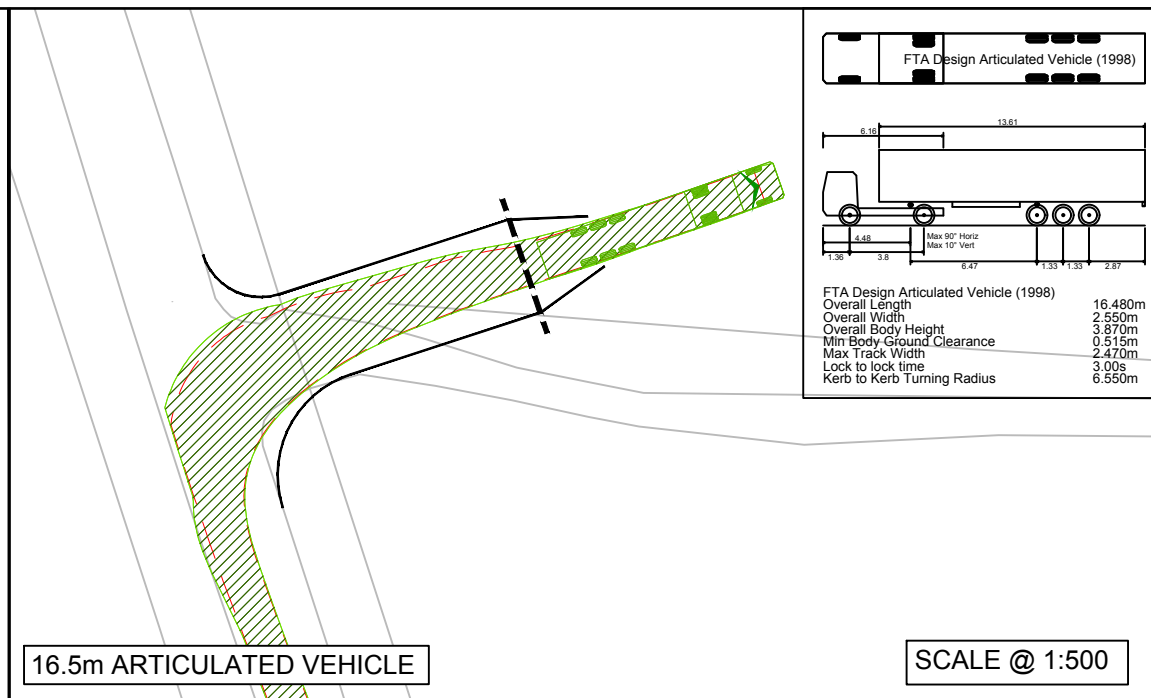 FTA Design Articulated Vehicle (1998)
13.61
6.16
Max 90° Horiz
Max 10° Vert
4.48
1.36
3.8
6.47
1.33
1.33
2.87
FTA Design Articulated Vehicle (1998)
Overall Length 16.480m
Overall Width 2.550m
Overall Body Height 3.870m
Min Body Ground Clearance 0.515m
Max Track Width 2.470m
Lock to lock time 3.00s
Kerb to Kerb Turning Radius 6.550m
16.5m ARTICULATED VEHICLE
SCALE @ 1:500